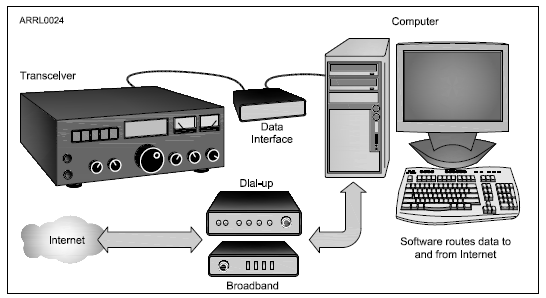 ARRL0024
Computer
Transceiver
Data
Interface
Dial-up
Internet
Broadband
Software routes data to
and from Internet